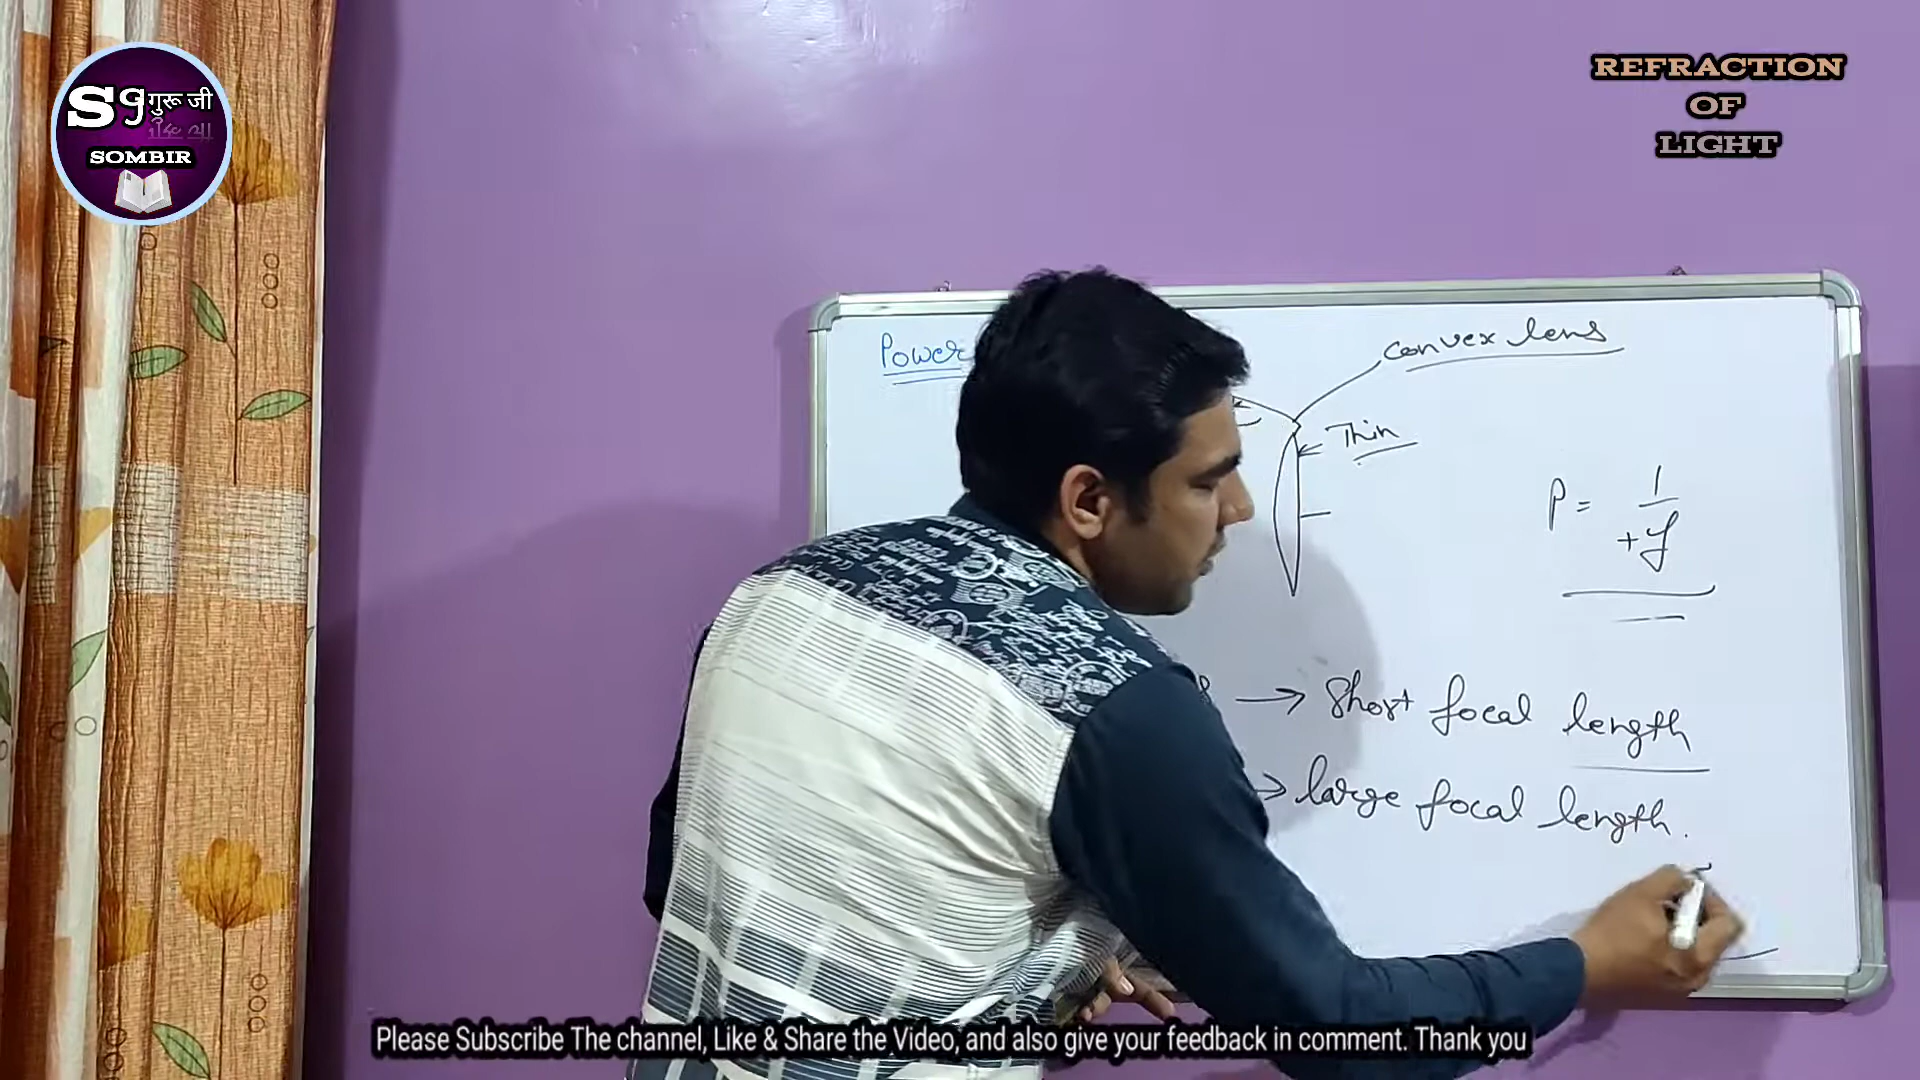 Sg गुरू जी
SOMBIR
REFRACTION
OF
LIGHT
Power
convex lens
Thin
P = 1/+f
→ Short focal length
→ large focal length.
Please Subscribe The channel, Like & Share the Video, and also give your feedback in comment. Thank you